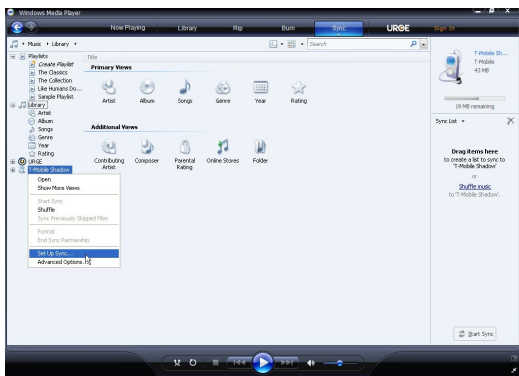 Windows Media Player
Now Playing
Library
Rip
Burn
Sync
URGE
Sign In
Music
Library
Search
Playlists
Create Playlist
The Classics
The Collection
Like Humans Do...
Sample Playlist
Library
Artist
Album
Songs
Genre
Year
Rating
URGE
T-Mobile Shadow
Open
Show More Views
Start Sync
Shuffle
Sync Previously Skipped Files
Format
End Sync Partnership
Set Up Sync...
Advanced Options...
Title
Primary Views
Artist
Album
Songs
Genre
Year
Rating
Additional Views
Contributing
Artist
Composer
Parental
Rating
Online Stores
Folder
T-Mobile Sh...
T-Mobile
43 MB
19 MB remaining
Sync List
Drag items here
to create a list to sync to
'T-Mobile Shadow'
or
Shuffle music
to 'T-Mobile Shadow'.
Start Sync